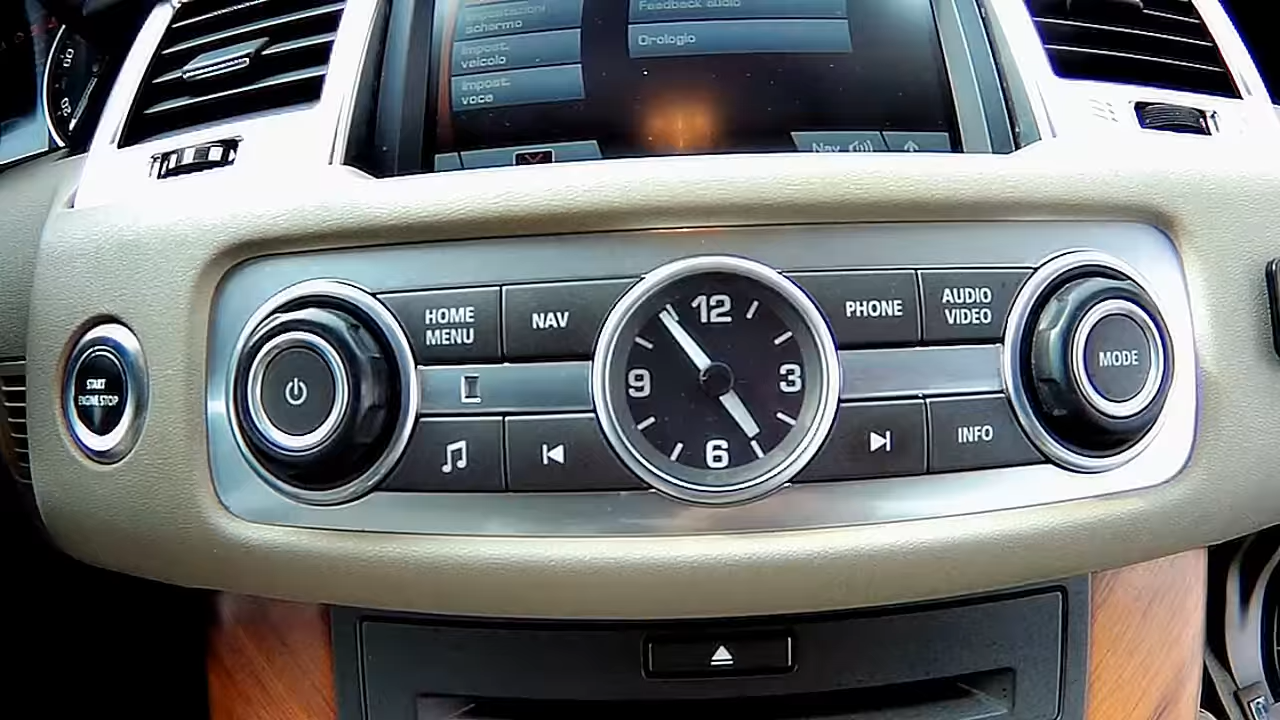 Impostazioni
schermo
Impost.
veicolo
Impost.
voce
Feedback audio
Orologio
Nav
START
ENGINE STOP
HOME
MENU
NAV
12
3
6
9
PHONE
AUDIO
VIDEO
MODE
INFO